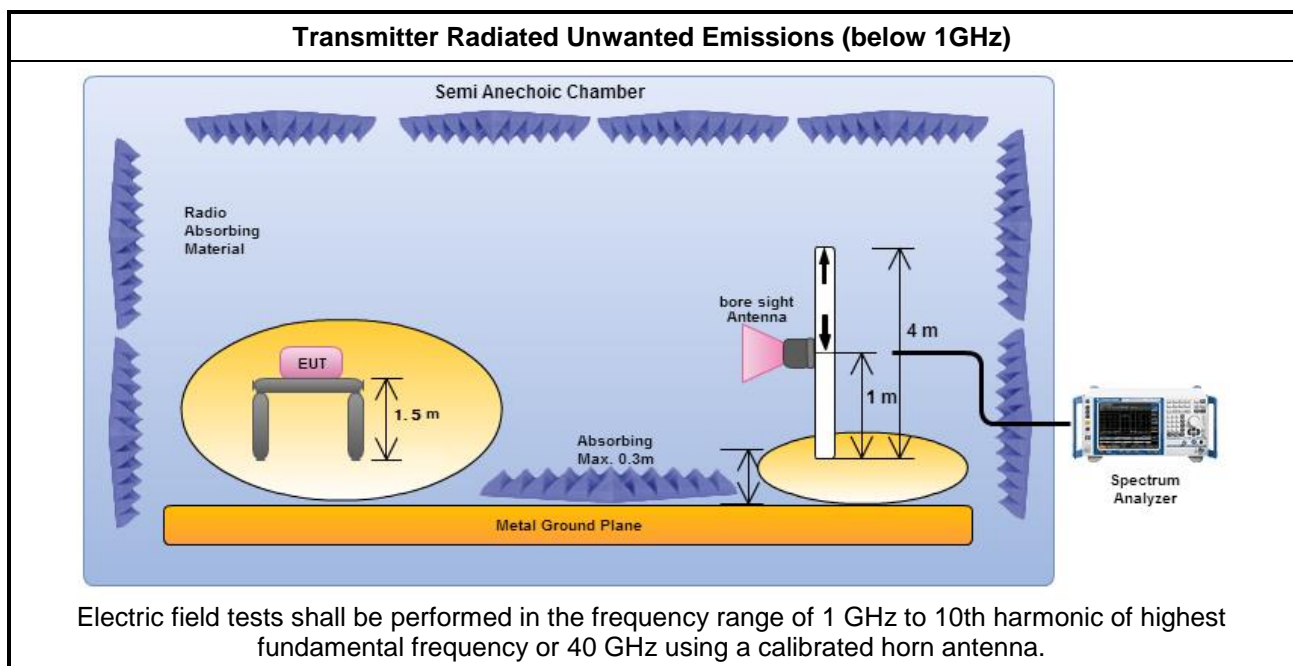 Transmitter Radiated Unwanted Emissions (below 1GHz)
Semi Anechoic Chamber
Radio
Absorbing
Material
bore sight
Antenna
4 m
EUT
1. 5 m
1 m
Absorbing
Max. 0.3m
Spectrum
Analyzer
Metal Ground Plane
Electric field tests shall be performed in the frequency range of 1 GHz to 10th harmonic of highest
fundamental frequency or 40 GHz using a calibrated horn antenna.